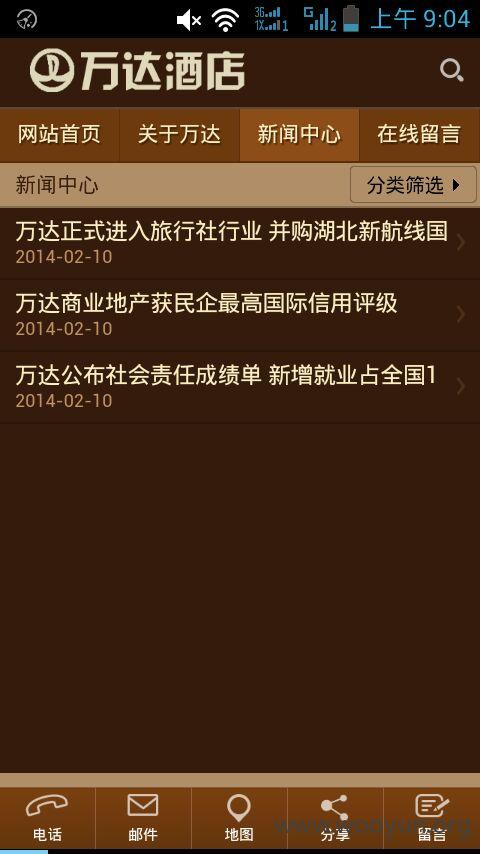 3G 1X 1 G 2 上午 9:04
万达酒店
网站首页 关于万达 新闻中心 在线留言
新闻中心 分类筛选
万达正式进入旅行社行业 并购湖北新航线国
2014-02-10
万达商业地产获民企最高国际信用评级
2014-02-10
万达公布社会责任成绩单 新增就业占全国1
2014-02-10
电话 邮件 地图 分享 留言